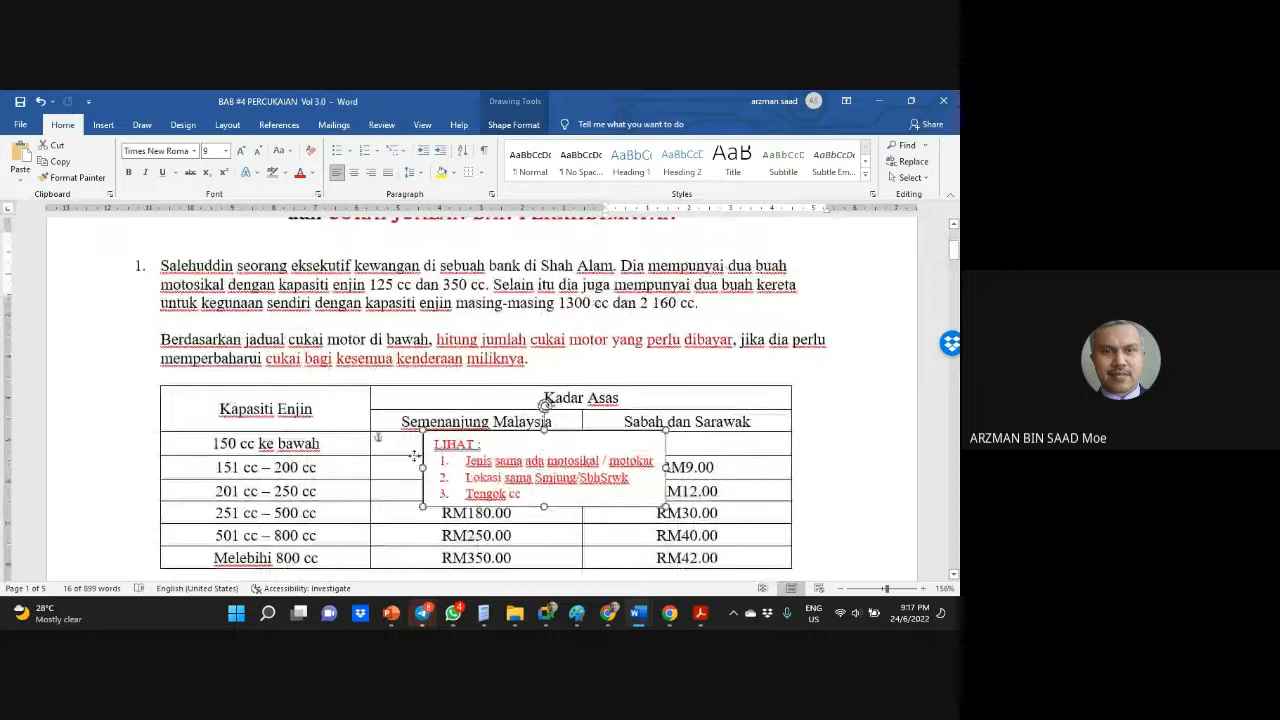 BAB #4 PERCUKAIAN Vol 3.0 - Word
Drawing Tools
arzman saad
AS
File
Home
Insert
Draw
Design
Layout
References
Mailings
Review
View
Help
Shape Format
Tell me what you want to do
Share
Paste
Cut
Copy
Format Painter
Clipboard
Times New Roma
9
Font
Paragraph
AaBbCcDc
¶ Normal
AaBbCcDc
¶ No Spac...
AaBbCc
Heading 1
AaBbCcC
Heading 2
AaB
Title
AaBbCcC
Subtitle
AaBbCcDc
Subtle Em...
Styles
Find
Replace
Select
Editing
dan CUKAI JUALAN DAN PERKHIDMATAN
1. Salehuddin seorang eksekutif kewangan di sebuah bank di Shah Alam. Dia mempunyai dua buah
motosikal dengan kapasiti enjin 125 cc dan 350 cc. Selain itu dia juga mempunyai dua buah kereta
untuk kegunaan sendiri dengan kapasiti enjin masing-masing 1300 cc dan 2 160 cc.
Berdasarkan jadual cukai motor di bawah, hitung jumlah cukai motor yang perlu dibayar, jika dia perlu
memperbaharui cukai bagi kesemua kenderaan miliknya.
Kapasiti Enjin
Kadar Asas
Semenanjung Malaysia
Sabah dan Sarawak
150 cc ke bawah
LIHAT :
1. Jenis sama ada motosikal / motokar
2. Lokasi sama Smjung/SbhSrwk
3. Tengok cc
151 cc – 200 cc
RM9.00
201 cc – 250 cc
RM12.00
251 cc – 500 cc
RM180.00
RM30.00
501 cc – 800 cc
RM250.00
RM40.00
Melebihi 800 cc
RM350.00
RM42.00
Page 1 of 5
16 of 899 words
English (United States)
Accessibility: Investigate
156%
28°C
Mostly clear
ENG
US
9:17 PM
24/6/2022
ARZMAN BIN SAAD Moe